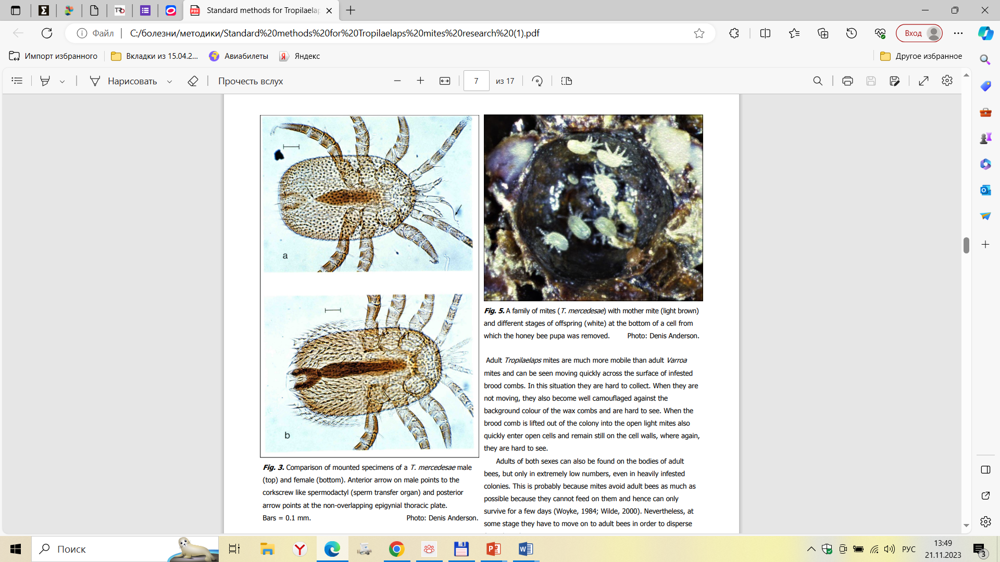 Standard methods for Tropilaelap
Файл
C:/болезни/методики/Standard%20methods%20for%20Tropilaelaps%20mites%20research%20(1).pdf
Вход
Импорт избранного
Вкладки из 15.04.2...
Авиабилеты
Яндекс
Другое избранное
Нарисовать
Прочесть вслух
7
из 17
a
b
Fig. 3. Comparison of mounted specimens of a T. mercedesae male
(top) and female (bottom). Anterior arrow on male points to the
corkscrew like spermodactyl (sperm transfer organ) and posterior
arrow points at the non-overlapping epigynial thoracic plate.
Bars = 0.1 mm. Photo: Denis Anderson.
Fig. 5. A family of mites (T. mercedesae) with mother mite (light brown)
and different stages of offspring (white) at the bottom of a cell from
which the honey bee pupa was removed. Photo: Denis Anderson.
Adult Tropilaelaps mites are much more mobile than adult Varroa
mites and can be seen moving quickly across the surface of infested
brood combs. In this situation they are hard to collect. When they are
not moving, they also become well camouflaged against the
background colour of the wax combs and are hard to see. When the
brood comb is lifted out of the colony into the open light mites also
quickly enter open cells and remain still on the cell walls, where again,
they are hard to see.
Adults of both sexes can also be found on the bodies of adult
bees, but only in extremely low numbers, even in heavily infested
colonies. This is probably because mites avoid adult bees as much as
possible because they cannot feed on them and hence can only
survive for a few days (Woyke, 1984; Wilde, 2000). Nevertheless, at
some stage they have to move on to adult bees in order to disperse
Поиск
РУС
13:49
21.11.2023
3